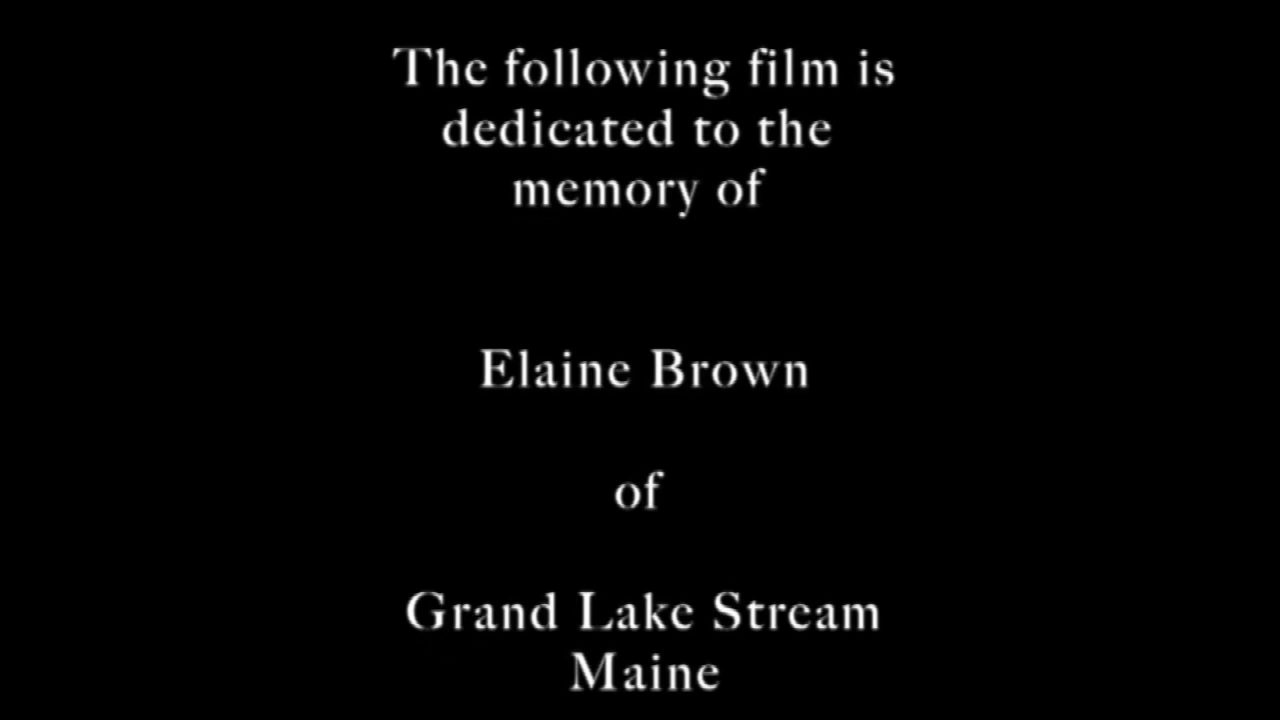 The following film is
dedicated to the
memory of
Elaine Brown
of
Grand Lake Stream
Maine